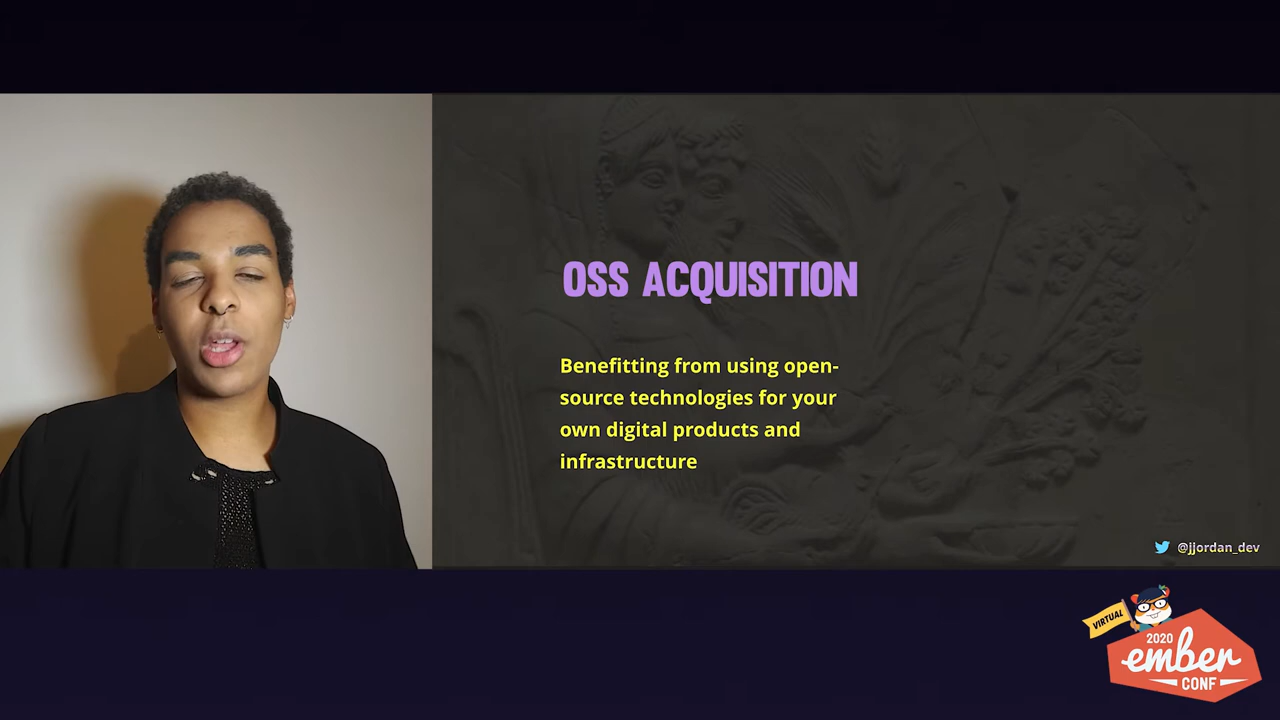 OSS ACQUISITION
Benefitting from using open-
source technologies for your
own digital products and
infrastructure
@jjordan_dev
VIRTUAL
2020
ember
CONF